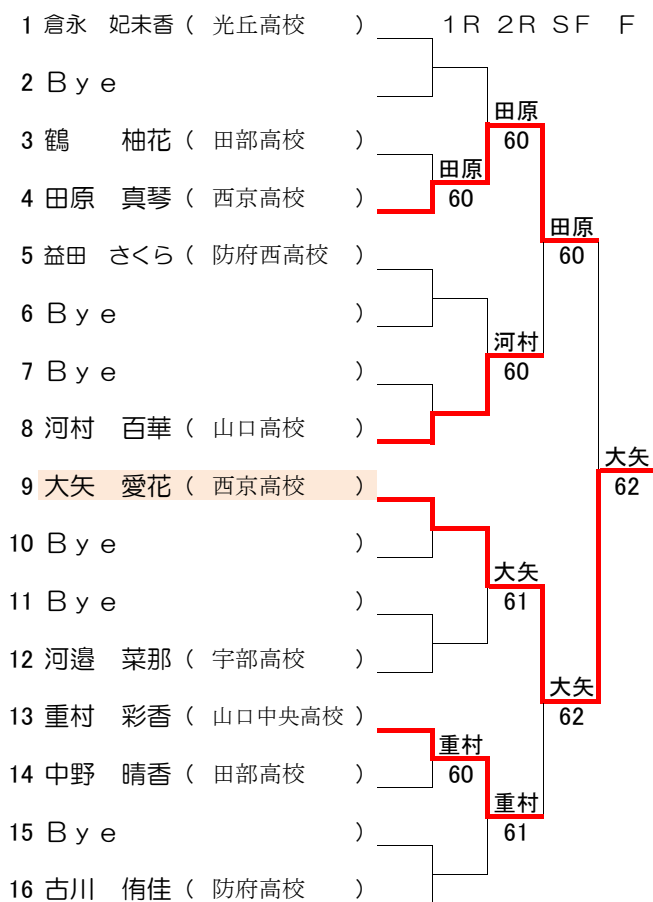 1 倉永 妃未香 ( 光丘高校 ) 1R 2R SF F
2 Bye )
田原
3 鶴 柚花 ( 田部高校 ) 60
田原
4 田原 真琴 ( 西京高校 ) 60
田原
5 益田 さくら ( 防府西高校 ) 60
6 Bye )
河村
7 Bye ) 60
8 河村 百華 ( 山口高校 )
大矢
9 大矢 愛花 ( 西京高校 ) 62
10 Bye )
大矢
11 Bye ) 61
12 河邉 菜那 ( 宇部高校 )
大矢
13 重村 彩香 ( 山口中央高校 ) 62
重村
14 中野 晴香 ( 田部高校 ) 60
重村
15 Bye ) 61
16 古川 侑佳 ( 防府高校 )